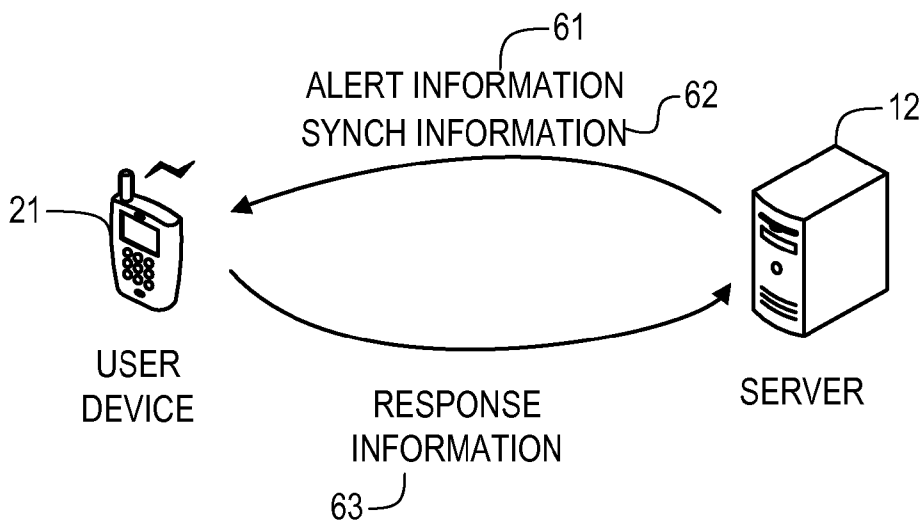 61
ALERT INFORMATION
SYNCH INFORMATION
62
12
21
USER
DEVICE
SERVER
RESPONSE
INFORMATION
63